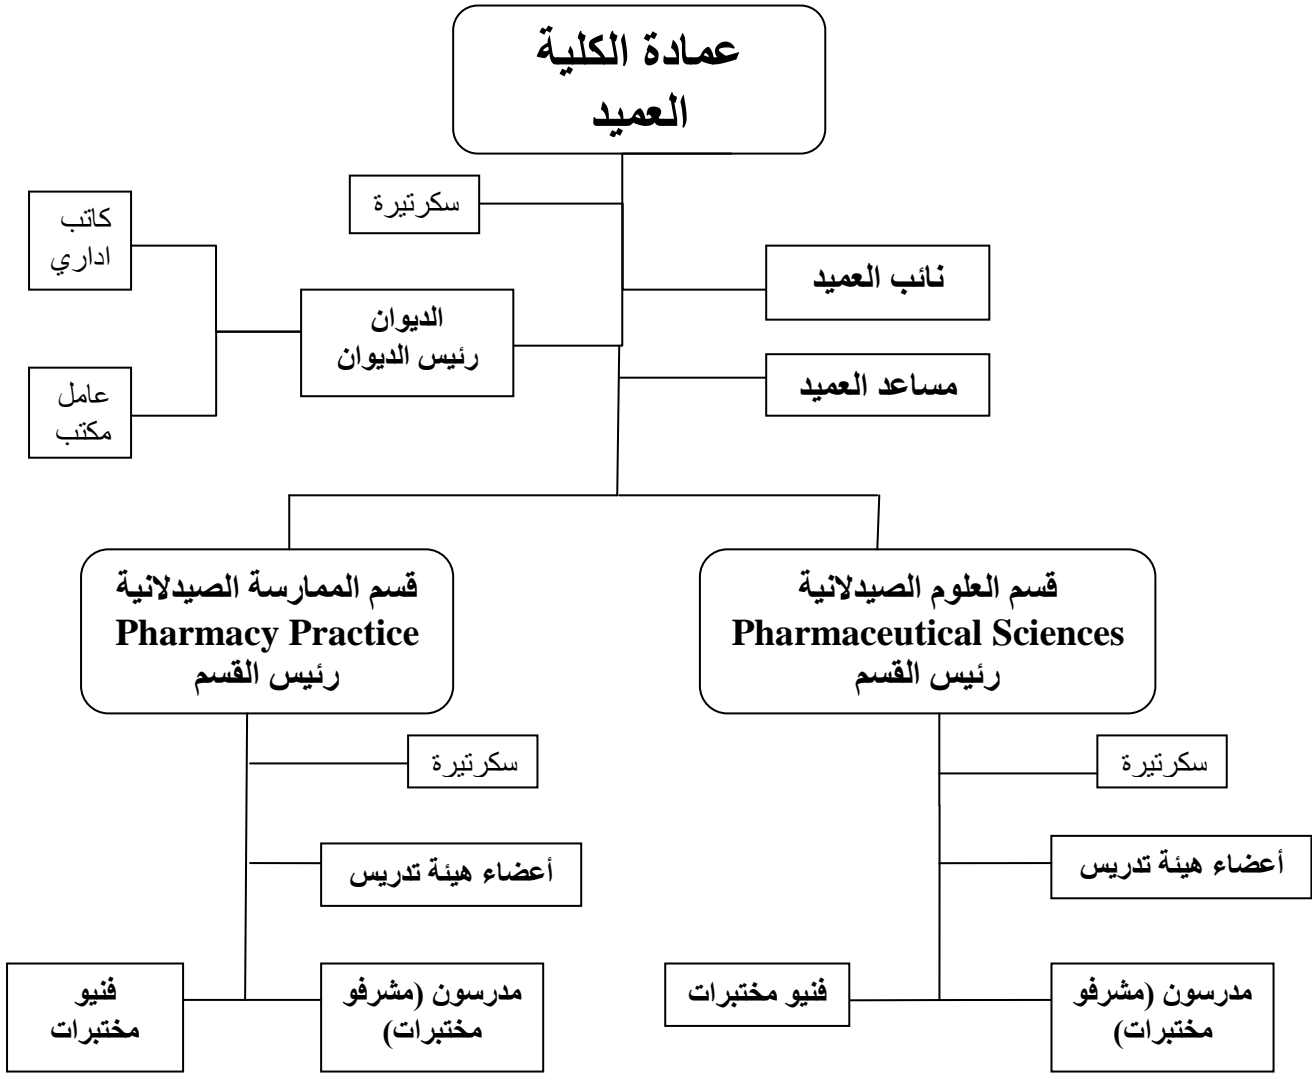 عمادة الكلية
العميد
سكرتيرة
كاتب
اداري
نائب العميد
الديوان
رئيس الديوان
مساعد العميد
عامل
مكتب
قسم العلوم الصيدلانية
Pharmaceutical Sciences
رئيس القسم
قسم الممارسة الصيدلانية
Pharmacy Practice
رئيس القسم
سكرتيرة
سكرتيرة
أعضاء هيئة تدريس
أعضاء هيئة تدريس
مدرسون (مشرفو
مختبرات)
فنيو مختبرات
مدرسون (مشرفو
مختبرات)
فنيو
مختبرات